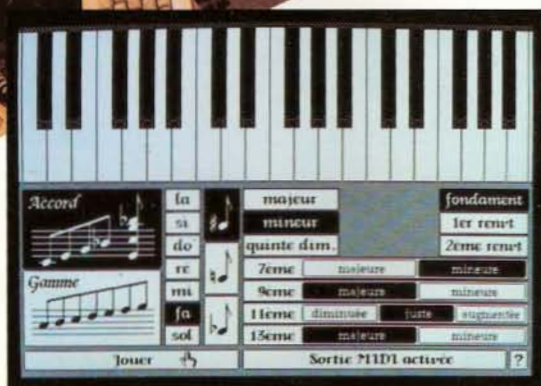 Accord
Gamme
la
si
do
re
mi
fa
sol
majeur
mineur
quinte dim.
fondament
1er renvt
2ème renvt
7ème majeure mineure
9ème majeure mineure
11ème diminuée juste augmentée
13ème majeure mineure
Jouer
Sortie MIDI activée
?